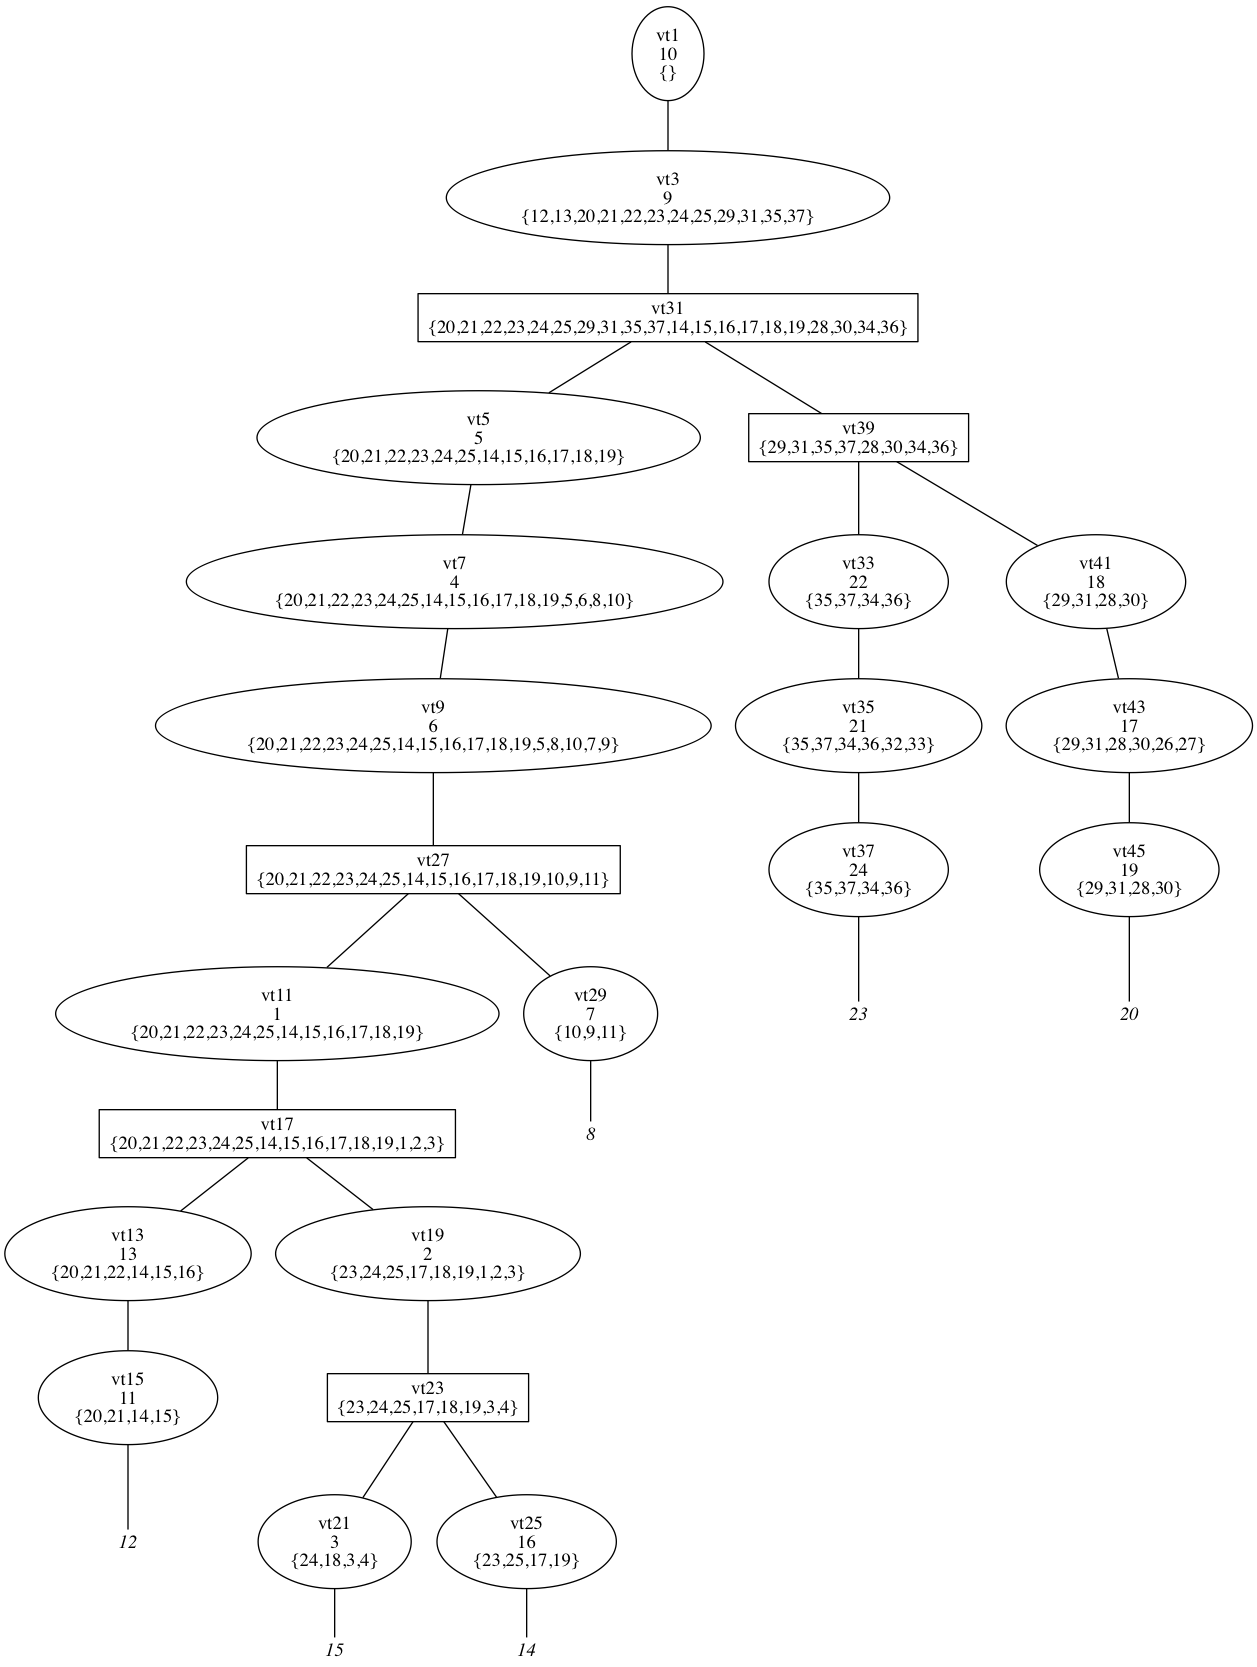 vt1
10
{}
vt3
9
{12,13,20,21,22,23,24,25,29,31,35,37}
vt31
{20,21,22,23,24,25,29,31,35,37,14,15,16,17,18,19,28,30,34,36}
vt5
5
{20,21,22,23,24,25,14,15,16,17,18,19}
vt39
{29,31,35,37,28,30,34,36}
vt7
4
{20,21,22,23,24,25,14,15,16,17,18,19,5,6,8,10}
vt33
22
{35,37,34,36}
vt41
18
{29,31,28,30}
vt9
6
{20,21,22,23,24,25,14,15,16,17,18,19,5,8,10,7,9}
vt35
21
{35,37,34,36,32,33}
vt43
17
{29,31,28,30,26,27}
vt27
{20,21,22,23,24,25,14,15,16,17,18,19,10,9,11}
vt37
24
{35,37,34,36}
vt45
19
{29,31,28,30}
vt11
1
{20,21,22,23,24,25,14,15,16,17,18,19}
vt29
7
{10,9,11}
23
20
vt17
{20,21,22,23,24,25,14,15,16,17,18,19,1,2,3}
8
vt13
13
{20,21,22,14,15,16}
vt19
2
{23,24,25,17,18,19,1,2,3}
vt15
11
{20,21,14,15}
vt23
{23,24,25,17,18,19,3,4}
12
vt21
3
{24,18,3,4}
vt25
16
{23,25,17,19}
15
14